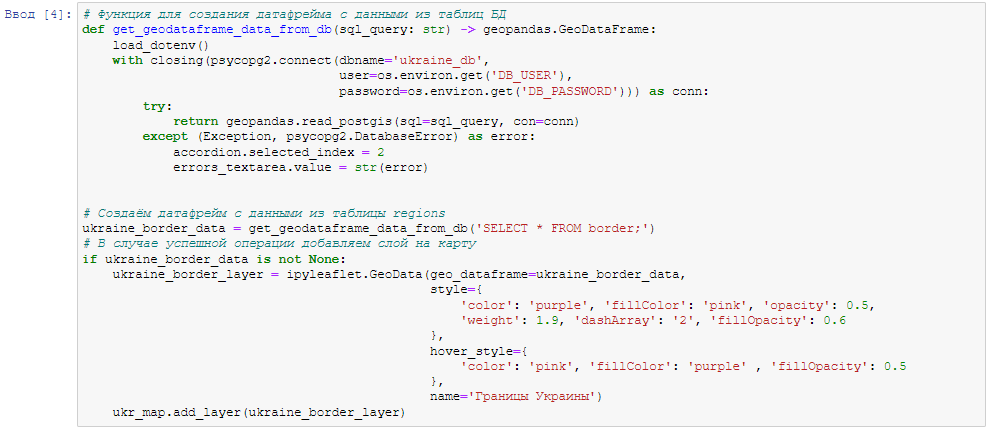 Ввод [4]:
# Функция для создания датафрейма с данными из таблиц БД
def get_geodataframe_data_from_db(sql_query: str) -> geopandas.GeoDataFrame:
    load_dotenv()
    with closing(psycopg2.connect(dbname='ukraine_db',
                                  user=os.environ.get('DB_USER'),
                                  password=os.environ.get('DB_PASSWORD'))) as conn:
        try:
            return geopandas.read_postgis(sql=sql_query, con=conn)
        except (Exception, psycopg2.DatabaseError) as error:
            accordion.selected_index = 2
            errors_textarea.value = str(error)
# Создаём датафрейм с данными из таблицы regions
ukraine_border_data = get_geodataframe_data_from_db('SELECT * FROM border;')
# В случае успешной операции добавляем слой на карту
if ukraine_border_data is not None:
    ukraine_border_layer = ipyleaflet.GeoData(geo_dataframe=ukraine_border_data,
                                              style={
                                                  'color': 'purple', 'fillColor': 'pink', 'opacity': 0.5,
                                                  'weight': 1.9, 'dashArray': '2', 'fillOpacity': 0.6
                                              },
                                              hover_style={
                                                  'color': 'pink', 'fillColor': 'purple' , 'fillOpacity': 0.5
                                              },
                                              name='Границы Украины')
    ukr_map.add_layer(ukraine_border_layer)